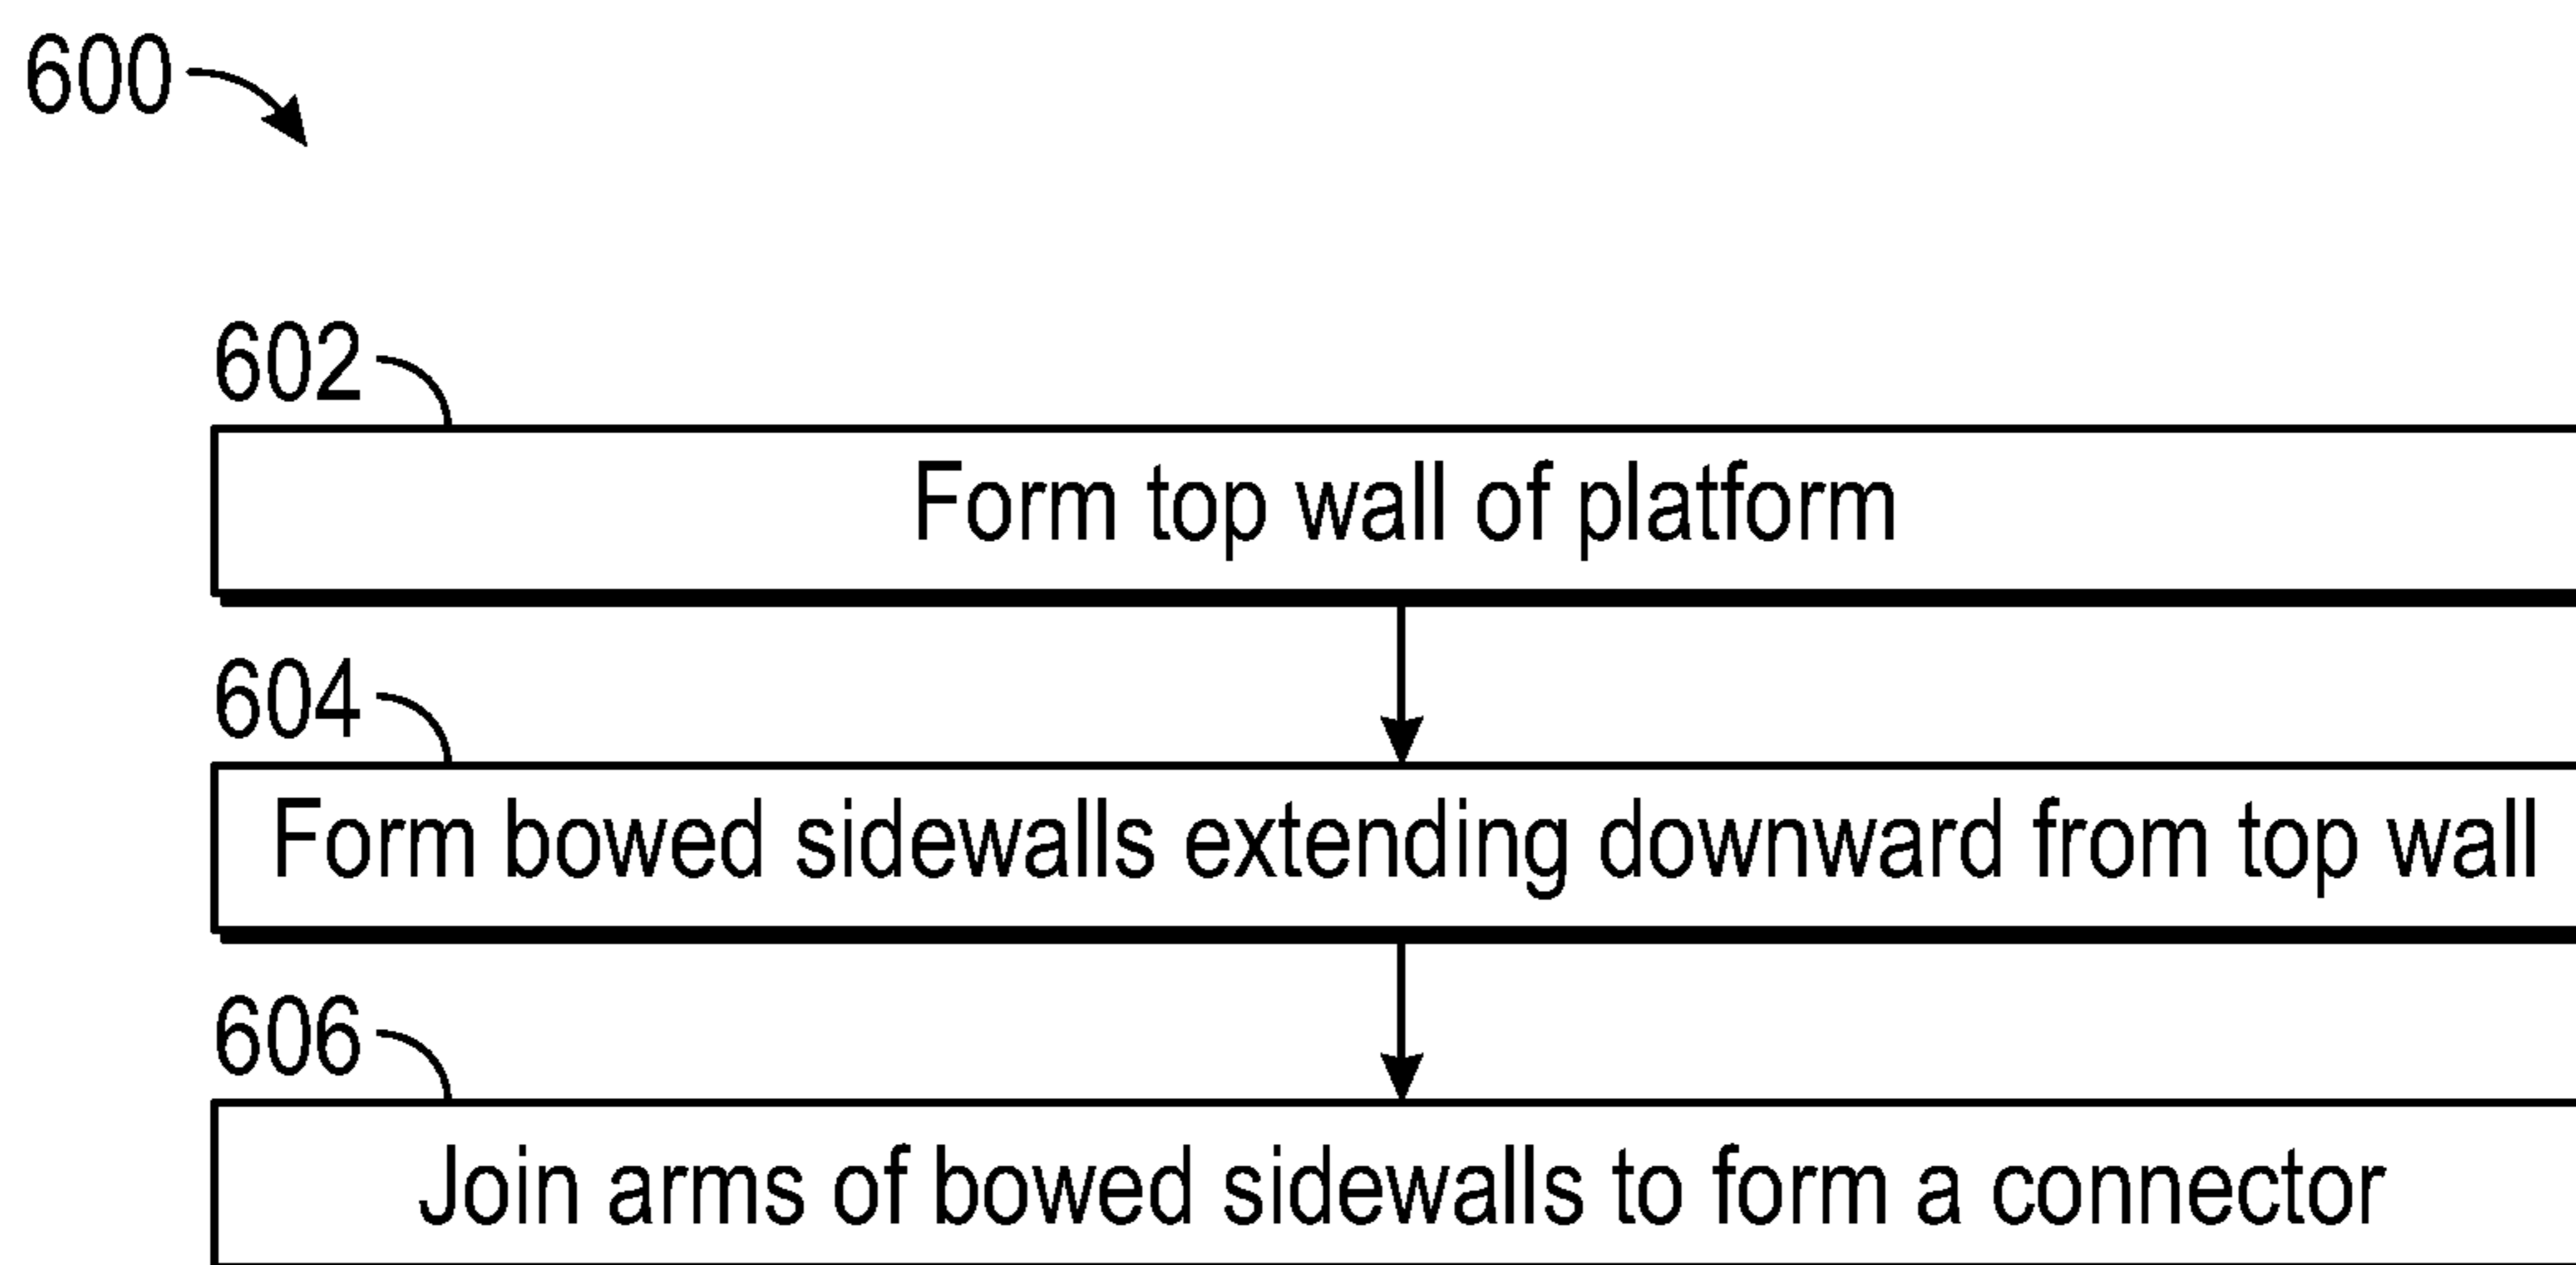 600
602
Form top wall of platform
604
Form bowed sidewalls extending downward from top wall
606
Join arms of bowed sidewalls to form a connector